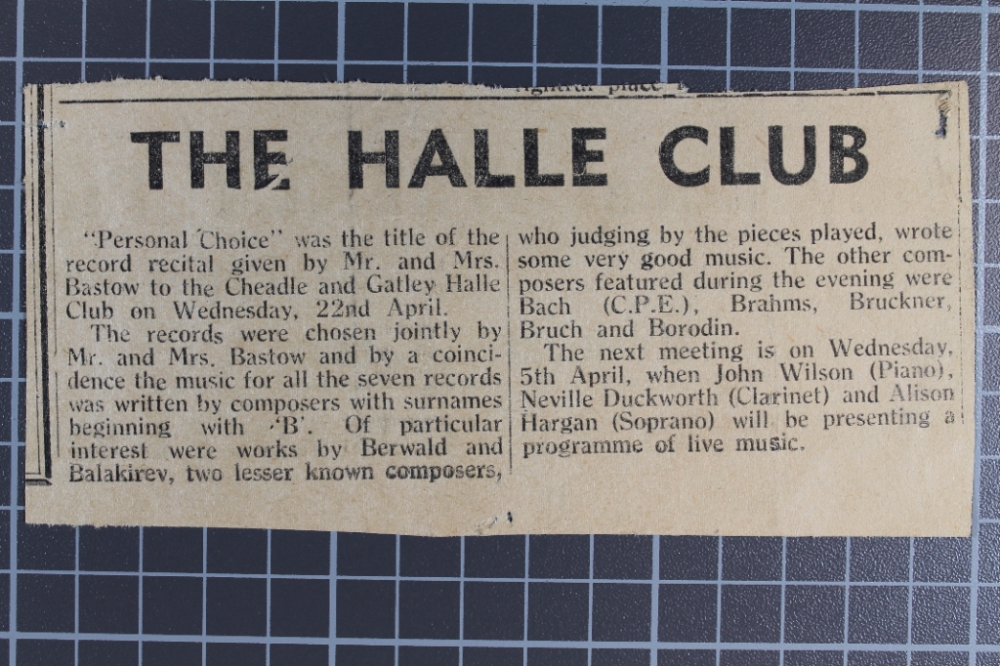 rightful place
THE HALLE CLUB
"Personal Choice" was the title of the
record recital given by Mr. and Mrs.
Bastow to the Cheadle and Gatley Halle
Club on Wednesday, 22nd April.
The records were chosen jointly by
Mr. and Mrs. Bastow and by a coinci-
dence the music for all the seven records
was written by composers with surnames
beginning with 'B'. Of particular
interest were works by Berwald and
Balakirev, two lesser known composers,
who judging by the pieces played, wrote
some very good music. The other com-
posers featured during the evening were
Bach (C.P.E.), Brahms, Bruckner,
Bruch and Borodin.
The next meeting is on Wednesday,
5th April, when John Wilson (Piano),
Neville Duckworth (Clarinet) and Alison
Hargan (Soprano) will be presenting a
programme of live music.